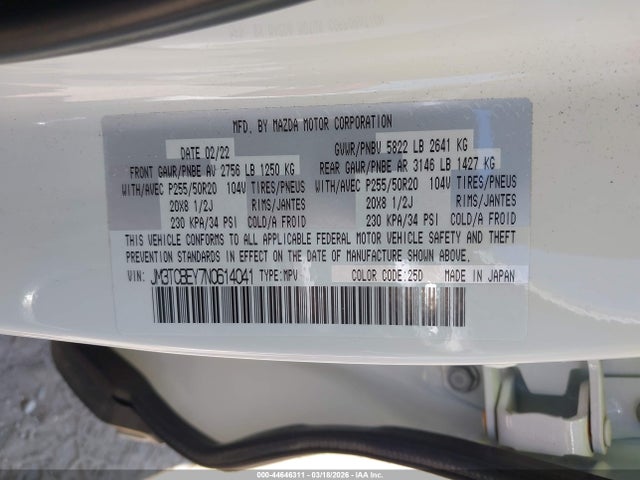 MFD. BY MAZDA MOTOR CORPORATION
DATE 02/22 GVWR/PNBV 5822 LB 2641 KG
FRONT GAWR/PNBE AV 2756 LB 1250 KG REAR GAWR/PNBE AR 3146 LB 1427 KG
WITH/AVEC P255/50R20 104V TIRES/PNEUS WITH/AVEC P255/50R20 104V TIRES/PNEUS
20X8 1/2J RIMS/JANTES 20X8 1/2J RIMS/JANTES
230 KPA/34 PSI COLD/A FROID 230 KPA/34 PSI COLD/A FROID
THIS VEHICLE CONFORMS TO ALL APPLICABLE FEDERAL MOTOR VEHICLE SAFETY AND THEFT
PREVENTION STANDARDS IN EFFECT ON THE DATE OF MANUFACTURE SHOWN ABOVE.
VIN: JM3TCBEY7N0614041 TYPE:MPV COLOR CODE:25D MADE IN JAPAN
000-44646311 - 03/18/2026 - IAA Inc.